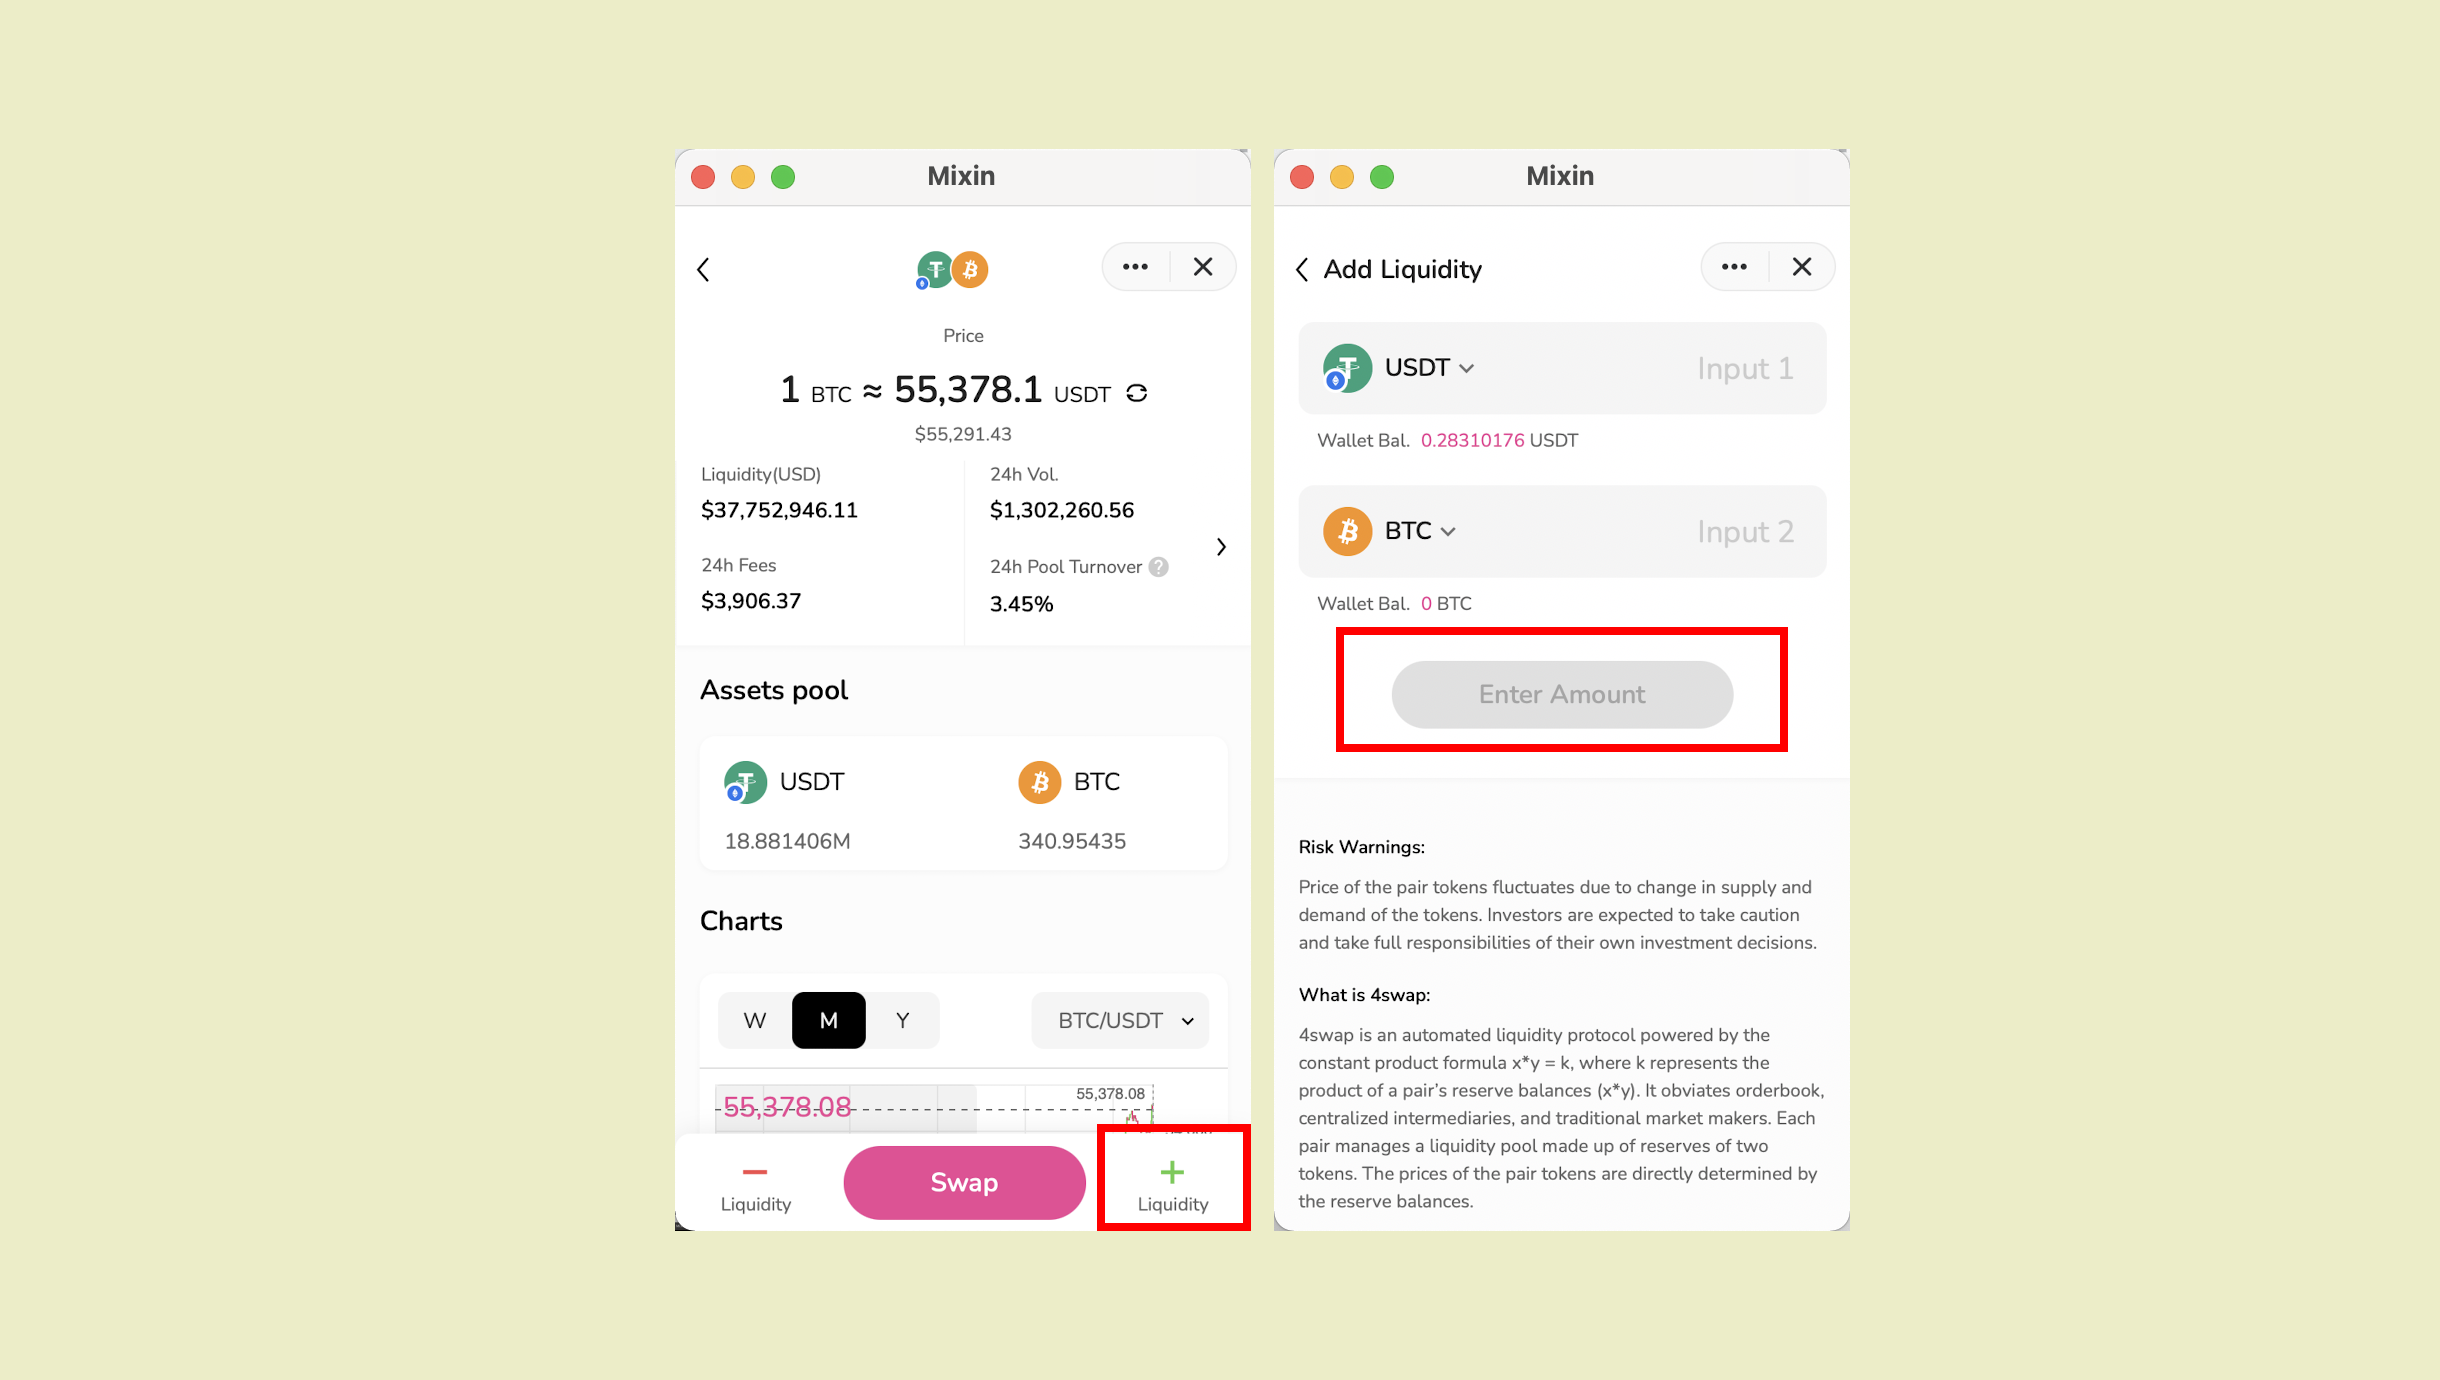 Mixin
Price
1 BTC ≈ 55,378.1 USDT
$55,291.43
Liquidity(USD)
$37,752,946.11
24h Vol.
$1,302,260.56
24h Fees
$3,906.37
24h Pool Turnover ?
3.45%
Assets pool
USDT
18.881406M
BTC
340.95435
Charts
W M Y
BTC/USDT
55,378.08
55,378.08
Liquidity
Swap
Liquidity
Mixin
Add Liquidity
USDT
Input 1
Wallet Bal. 0.28310176 USDT
BTC
Input 2
Wallet Bal. 0 BTC
Enter Amount
Risk Warnings:
Price of the pair tokens fluctuates due to change in supply and
demand of the tokens. Investors are expected to take caution
and take full responsibilities of their own investment decisions.
What is 4swap:
4swap is an automated liquidity protocol powered by the
constant product formula x*y = k, where k represents the
product of a pair’s reserve balances (x*y). It obviates orderbook,
centralized intermediaries, and traditional market makers. Each
pair manages a liquidity pool made up of reserves of two
tokens. The prices of the pair tokens are directly determined by
the reserve balances.